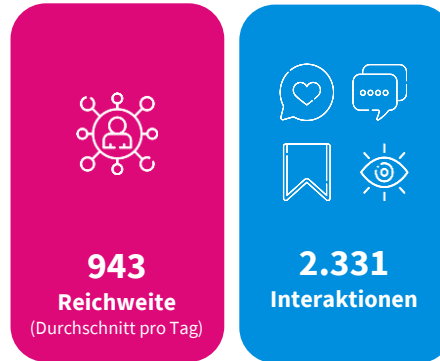 943
Reichweite
(Durchschnitt pro Tag)
2.331
Interaktionen